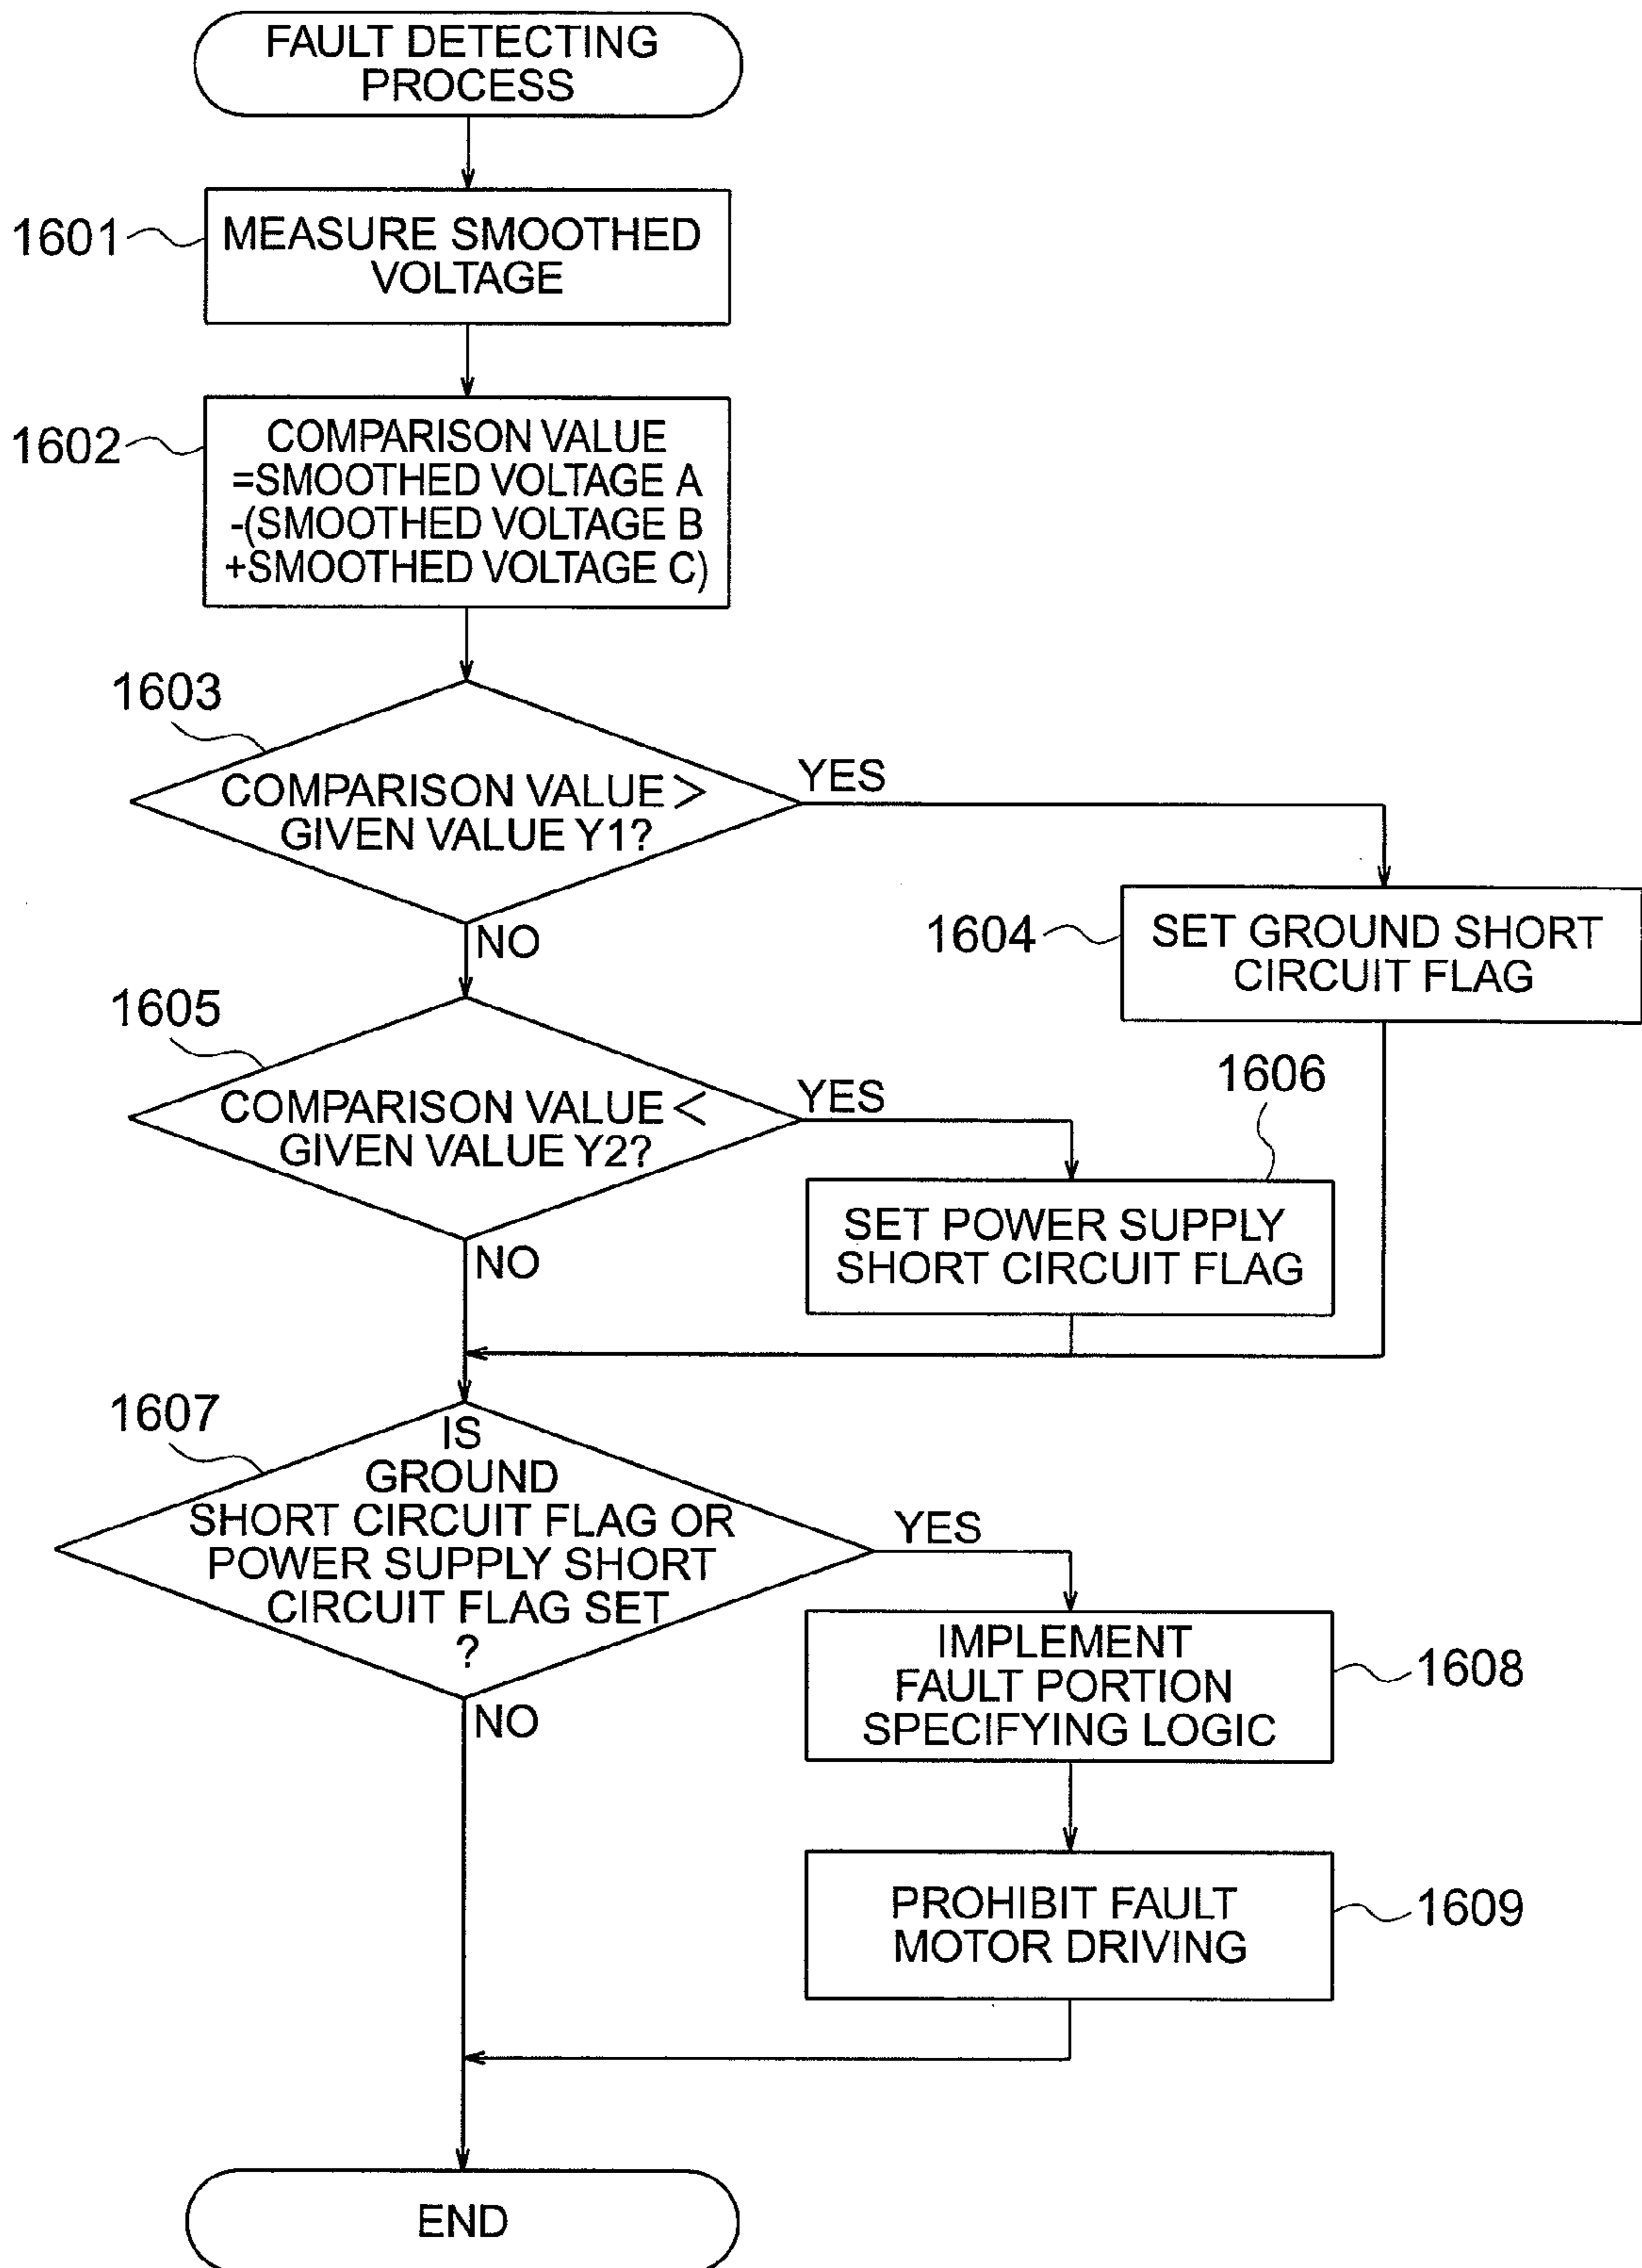 FAULT DETECTING
PROCESS
1601
MEASURE SMOOTHED
VOLTAGE
1602
COMPARISON VALUE
=SMOOTHED VOLTAGE A
-(SMOOTHED VOLTAGE B
+SMOOTHED VOLTAGE C)
1603
COMPARISON VALUE >
GIVEN VALUE Y1?
YES
NO
1604
SET GROUND SHORT
CIRCUIT FLAG
1605
COMPARISON VALUE <
GIVEN VALUE Y2?
YES
NO
1606
SET POWER SUPPLY
SHORT CIRCUIT FLAG
1607
IS
GROUND
SHORT CIRCUIT FLAG OR
POWER SUPPLY SHORT
CIRCUIT FLAG SET
?
YES
NO
IMPLEMENT
FAULT PORTION
SPECIFYING LOGIC
1608
PROHIBIT FAULT
MOTOR DRIVING
1609
END